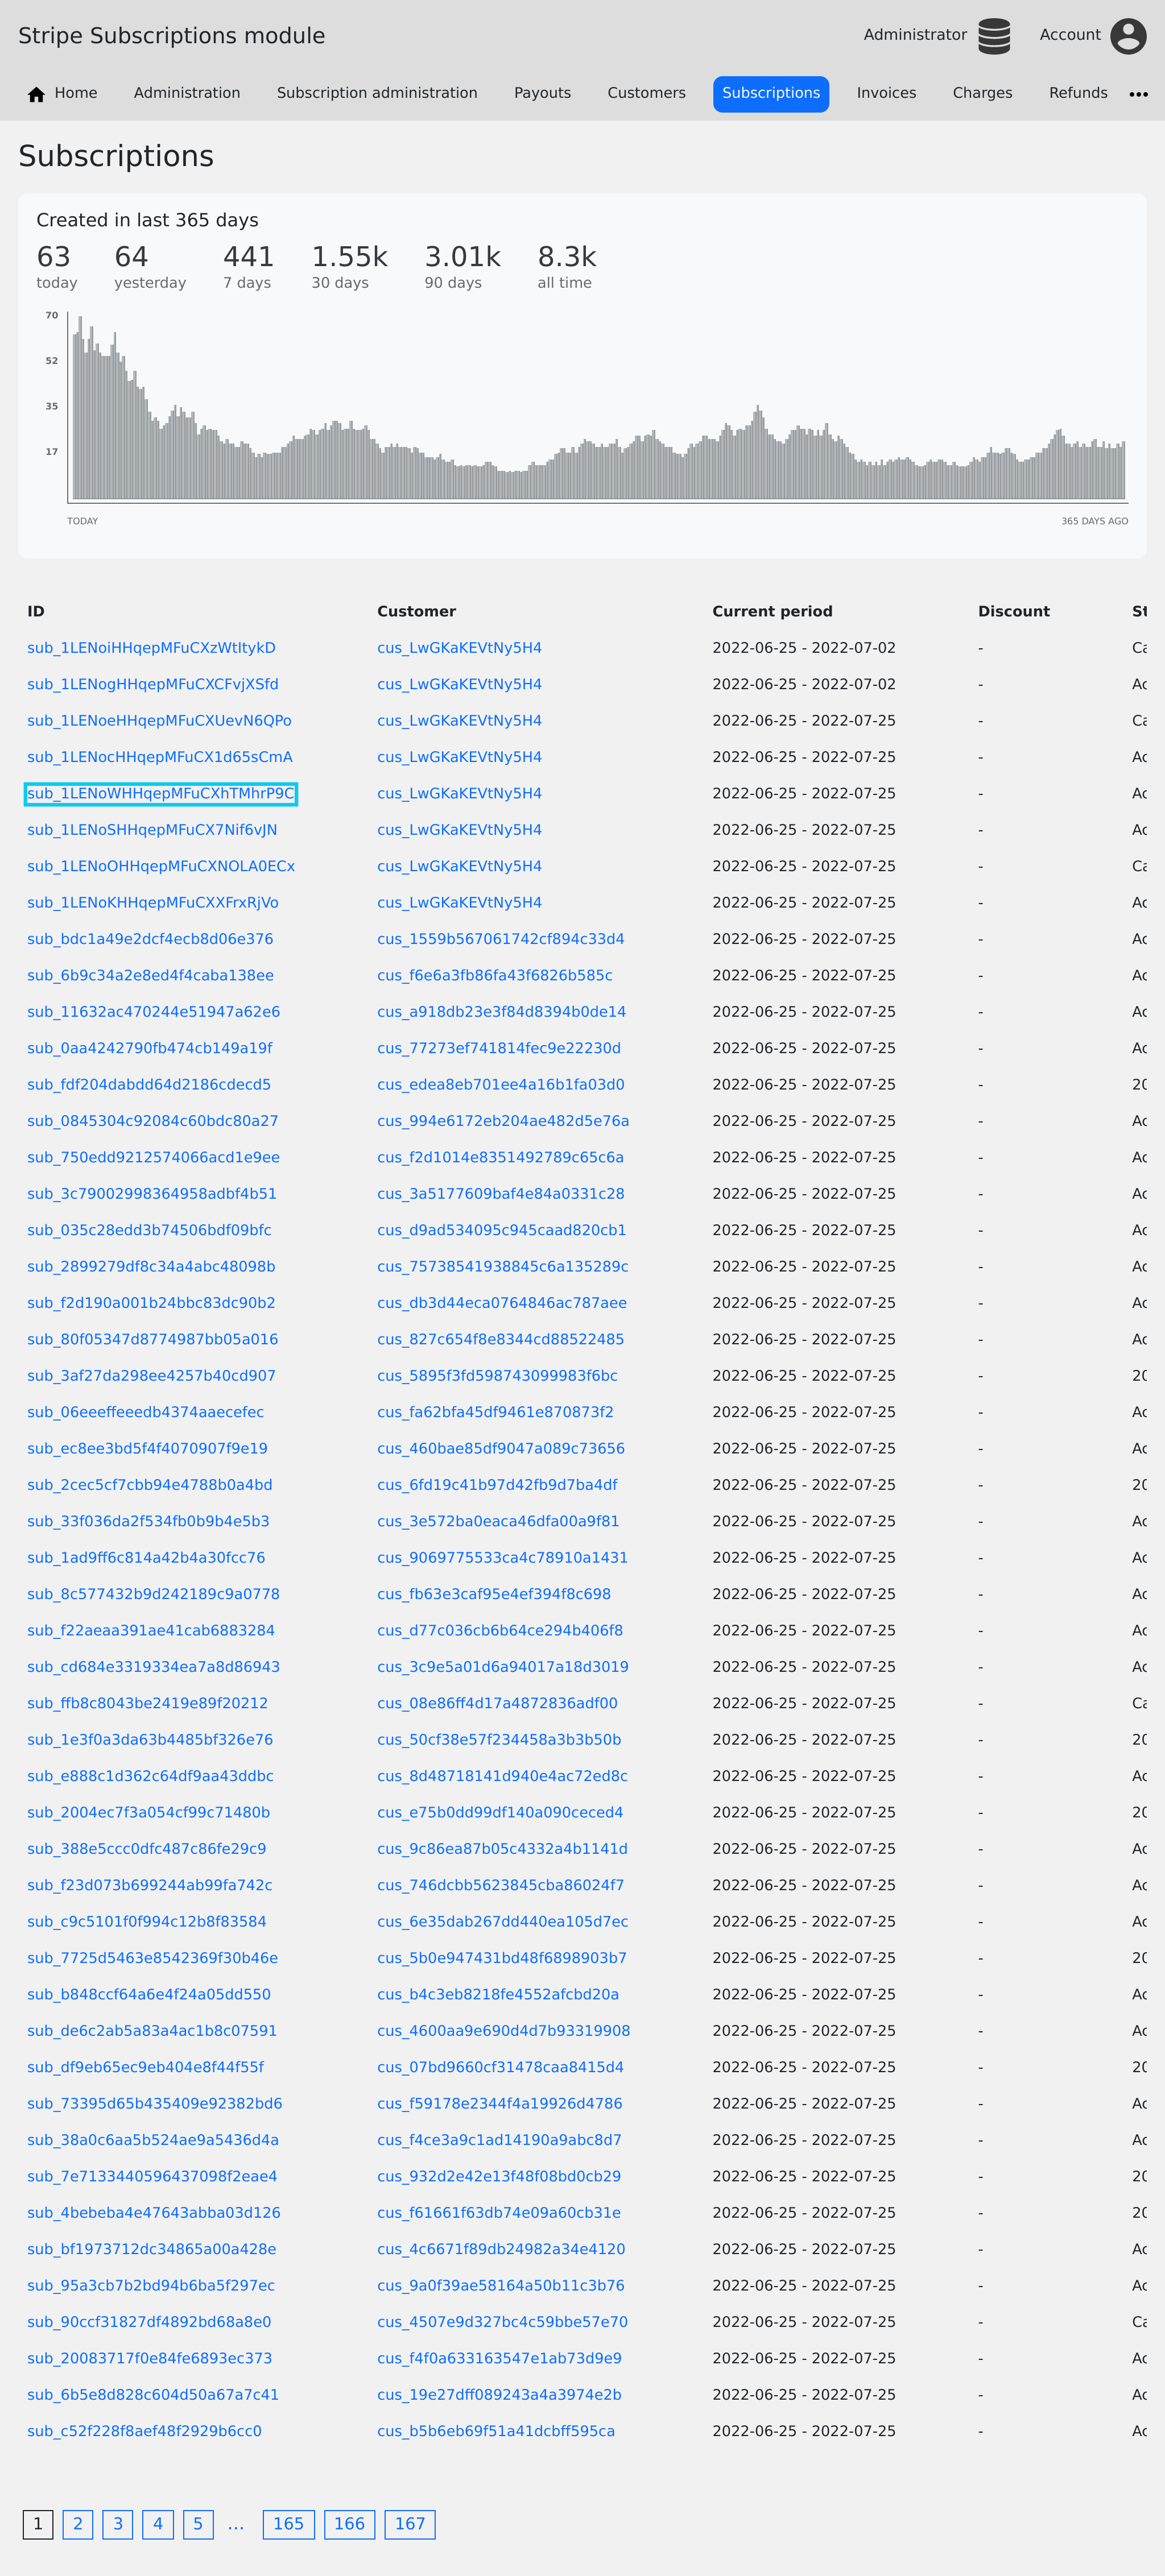 Stripe Subscriptions module
Administrator Account
Home Administration Subscription administration Payouts Customers Subscriptions Invoices Charges Refunds •••
Subscriptions
Created in last 365 days
63 64 441 1.55k 3.01k 8.3k
today yesterday 7 days 30 days 90 days all time
70
52
35
17
TODAY 365 DAYS AGO
ID Customer Current period Discount St
sub_1LENoiHHqepMFuCXzWtItykD cus_LwGKaKEVtNy5H4 2022-06-25 - 2022-07-02 - Ca
sub_1LENogHHqepMFuCXCFvjXSfd cus_LwGKaKEVtNy5H4 2022-06-25 - 2022-07-02 - Ac
sub_1LENoeHHqepMFuCXUevN6QPo cus_LwGKaKEVtNy5H4 2022-06-25 - 2022-07-25 - Ca
sub_1LENocHHqepMFuCX1d65sCmA cus_LwGKaKEVtNy5H4 2022-06-25 - 2022-07-25 - Ac
sub_1LENoWHHqepMFuCXhTMhrP9C cus_LwGKaKEVtNy5H4 2022-06-25 - 2022-07-25 - Ac
sub_1LENoSHHqepMFuCX7Nif6vJN cus_LwGKaKEVtNy5H4 2022-06-25 - 2022-07-25 - Ac
sub_1LENoOHHqepMFuCXNOLA0ECx cus_LwGKaKEVtNy5H4 2022-06-25 - 2022-07-25 - Ca
sub_1LENoKHHqepMFuCXXFrxRjVo cus_LwGKaKEVtNy5H4 2022-06-25 - 2022-07-25 - Ac
sub_bdc1a49e2dcf4ecb8d06e376 cus_1559b567061742cf894c33d4 2022-06-25 - 2022-07-25 - Ac
sub_6b9c34a2e8ed4f4caba138ee cus_f6e6a3fb86fa43f6826b585c 2022-06-25 - 2022-07-25 - Ac
sub_11632ac470244e51947a62e6 cus_a918db23e3f84d8394b0de14 2022-06-25 - 2022-07-25 - Ac
sub_0aa4242790fb474cb149a19f cus_77273ef741814fec9e22230d 2022-06-25 - 2022-07-25 - Ac
sub_fdf204dabdd64d2186cdecd5 cus_edea8eb701ee4a16b1fa03d0 2022-06-25 - 2022-07-25 - 20
sub_0845304c92084c60bdc80a27 cus_994e6172eb204ae482d5e76a 2022-06-25 - 2022-07-25 - Ac
sub_750edd9212574066acd1e9ee cus_f2d1014e8351492789c65c6a 2022-06-25 - 2022-07-25 - Ac
sub_3c79002998364958adbf4b51 cus_3a5177609baf4e84a0331c28 2022-06-25 - 2022-07-25 - Ac
sub_035c28edd3b74506bdf09bfc cus_d9ad534095c945caad820cb1 2022-06-25 - 2022-07-25 - Ac
sub_2899279df8c34a4abc48098b cus_75738541938845c6a135289c 2022-06-25 - 2022-07-25 - Ac
sub_f2d190a001b24bbc83dc90b2 cus_db3d44eca0764846ac787aee 2022-06-25 - 2022-07-25 - Ac
sub_80f05347d8774987bb05a016 cus_827c654f8e8344cd88522485 2022-06-25 - 2022-07-25 - Ac
sub_3af27da298ee4257b40cd907 cus_5895f3fd598743099983f6bc 2022-06-25 - 2022-07-25 - 20
sub_06eeeffeeedb4374aaecefec cus_fa62bfa45df9461e870873f2 2022-06-25 - 2022-07-25 - Ac
sub_ec8ee3bd5f4f4070907f9e19 cus_460bae85df9047a089c73656 2022-06-25 - 2022-07-25 - Ac
sub_2cec5cf7cbb94e4788b0a4bd cus_6fd19c41b97d42fb9d7ba4df 2022-06-25 - 2022-07-25 - 20
sub_33f036da2f534fb0b9b4e5b3 cus_3e572ba0eaca46dfa00a9f81 2022-06-25 - 2022-07-25 - Ac
sub_1ad9ff6c814a42b4a30fcc76 cus_9069775533ca4c78910a1431 2022-06-25 - 2022-07-25 - Ac
sub_8c577432b9d242189c9a0778 cus_fb63e3caf95e4ef394f8c698 2022-06-25 - 2022-07-25 - Ac
sub_f22aeaa391ae41cab6883284 cus_d77c036cb6b64ce294b406f8 2022-06-25 - 2022-07-25 - Ac
sub_cd684e3319334ea7a8d86943 cus_3c9e5a01d6a94017a18d3019 2022-06-25 - 2022-07-25 - Ac
sub_ffb8c8043be2419e89f20212 cus_08e86ff4d17a4872836adf00 2022-06-25 - 2022-07-25 - Ca
sub_1e3f0a3da63b4485bf326e76 cus_50cf38e57f234458a3b3b50b 2022-06-25 - 2022-07-25 - 20
sub_e888c1d362c64df9aa43ddbc cus_8d48718141d940e4ac72ed8c 2022-06-25 - 2022-07-25 - Ac
sub_2004ec7f3a054cf99c71480b cus_e75b0dd99df140a090ceced4 2022-06-25 - 2022-07-25 - 20
sub_388e5ccc0dfc487c86fe29c9 cus_9c86ea87b05c4332a4b1141d 2022-06-25 - 2022-07-25 - Ac
sub_f23d073b699244ab99fa742c cus_746dcbb5623845cba86024f7 2022-06-25 - 2022-07-25 - Ac
sub_c9c5101f0f994c12b8f83584 cus_6e35dab267dd440ea105d7ec 2022-06-25 - 2022-07-25 - Ac
sub_7725d5463e8542369f30b46e cus_5b0e947431bd48f6898903b7 2022-06-25 - 2022-07-25 - 20
sub_b848ccf64a6e4f24a05dd550 cus_b4c3eb8218fe4552afcbd20a 2022-06-25 - 2022-07-25 - Ac
sub_de6c2ab5a83a4ac1b8c07591 cus_4600aa9e690d4d7b93319908 2022-06-25 - 2022-07-25 - Ac
sub_df9eb65ec9eb404e8f44f55f cus_07bd9660cf31478caa8415d4 2022-06-25 - 2022-07-25 - 20
sub_73395d65b435409e92382bd6 cus_f59178e2344f4a19926d4786 2022-06-25 - 2022-07-25 - Ac
sub_38a0c6aa5b524ae9a5436d4a cus_f4ce3a9c1ad14190a9abc8d7 2022-06-25 - 2022-07-25 - Ac
sub_7e7133440596437098f2eae4 cus_932d2e42e13f48f08bd0cb29 2022-06-25 - 2022-07-25 - 20
sub_4bebeba4e47643abba03d126 cus_f61661f63db74e09a60cb31e 2022-06-25 - 2022-07-25 - 20
sub_bf1973712dc34865a00a428e cus_4c6671f89db24982a34e4120 2022-06-25 - 2022-07-25 - Ac
sub_95a3cb7b2bd94b6ba5f297ec cus_9a0f39ae58164a50b11c3b76 2022-06-25 - 2022-07-25 - Ac
sub_90ccf31827df4892bd68a8e0 cus_4507e9d327bc4c59bbe57e70 2022-06-25 - 2022-07-25 - Ca
sub_20083717f0e84fe6893ec373 cus_f4f0a633163547e1ab73d9e9 2022-06-25 - 2022-07-25 - Ac
sub_6b5e8d828c604d50a67a7c41 cus_19e27dff089243a4a3974e2b 2022-06-25 - 2022-07-25 - Ac
sub_c52f228f8aef48f2929b6cc0 cus_b5b6eb69f51a41dcbff595ca 2022-06-25 - 2022-07-25 - Ac
1 2 3 4 5 ... 165 166 167